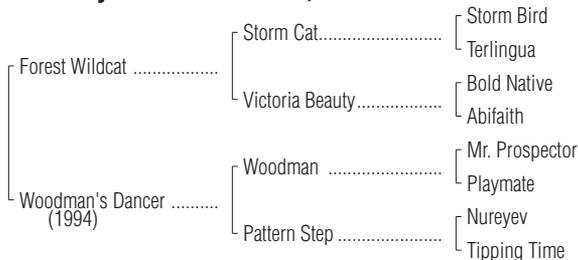 Storm Bird
Storm Cat..............................
Terlingua
Forest Wildcat .................
Bold Native
Victoria Beauty.....................
Abifaith
Mr. Prospector
Woodman ............................
Playmate
Woodman's Dancer .........
(1994)
Nureyev
Pattern Step .........................
Tipping Time